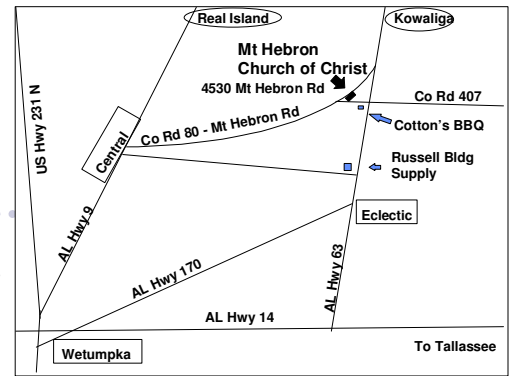 Real Island
Kowaliga
Mt Hebron
Church of Christ
4530 Mt Hebron Rd
Co Rd 407
US Hwy 231 N
Central
Co Rd 80 - Mt Hebron Rd
Cotton's BBQ
Russell Bldg
Supply
AL Hwy 9
Eclectic
AL Hwy 170
AL Hwy 63
AL Hwy 14
Wetumpka
To Tallassee